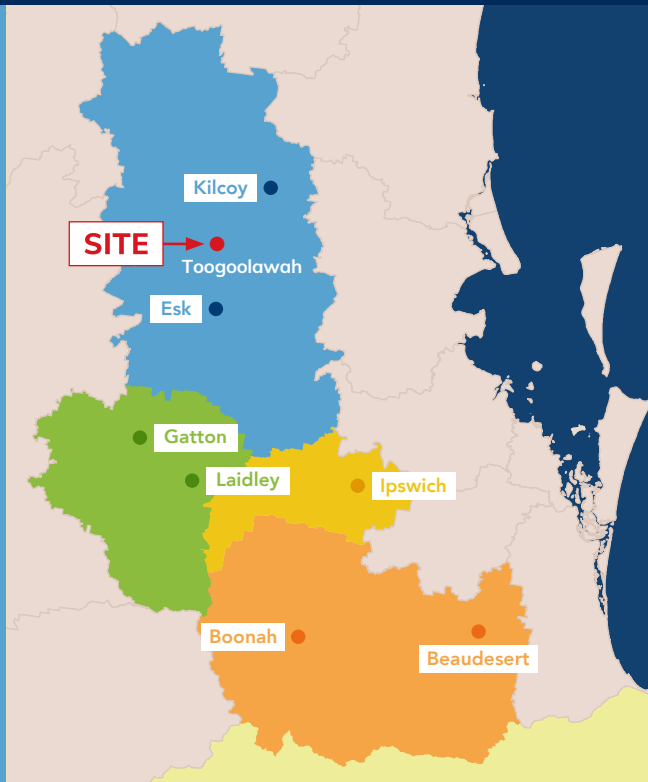 Kilcoy
SITE
Toogoolawah
Esk
Gatton
Laidley
Ipswich
Boonah
Beaudesert